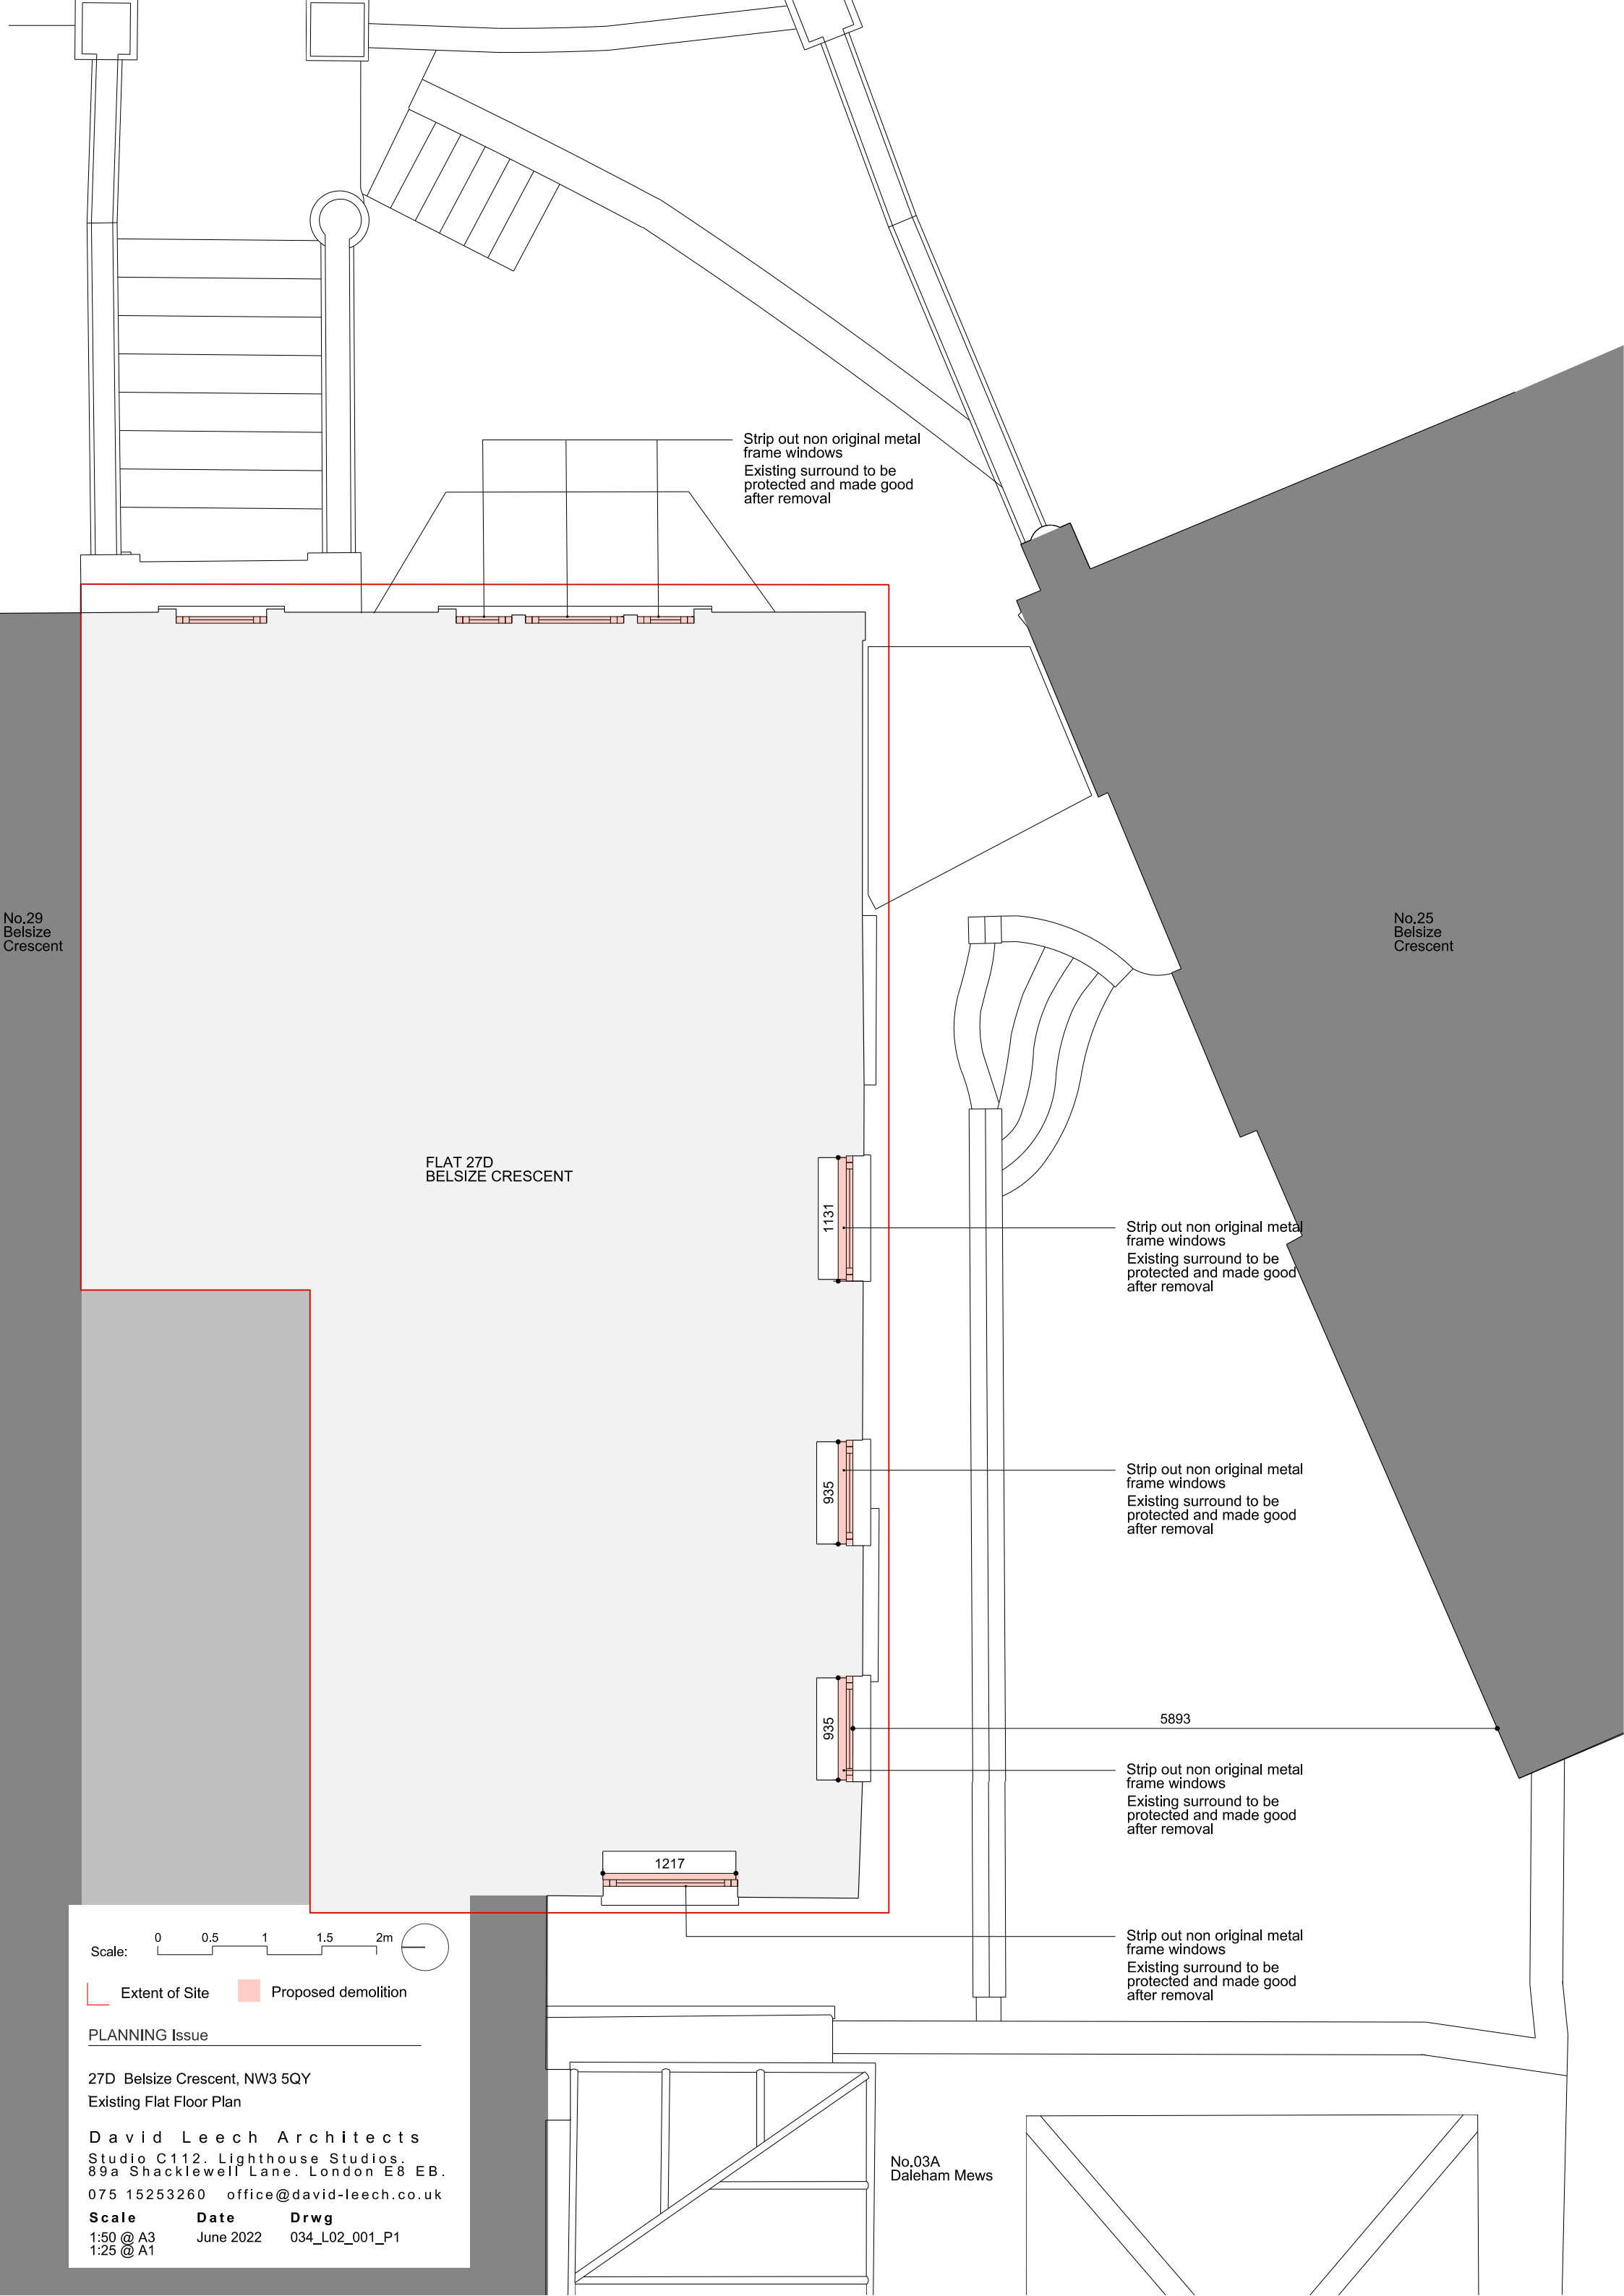 Strip out non original metal
frame windows
Existing surround to be
protected and made good
after removal
No.29
Belsize
Crescent
No.25
Belsize
Crescent
FLAT 27D
BELSIZE CRESCENT
1131
Strip out non original metal
frame windows
Existing surround to be
protected and made good
after removal
935
Strip out non original metal
frame windows
Existing surround to be
protected and made good
after removal
935
5893
Strip out non original metal
frame windows
Existing surround to be
protected and made good
after removal
1217
Strip out non original metal
frame windows
Existing surround to be
protected and made good
after removal
Scale: 0 0.5 1 1.5 2m
Extent of Site Proposed demolition
PLANNING Issue
27D Belsize Crescent, NW3 5QY
Existing Flat Floor Plan
David Leech Architects
Studio C112. Lighthouse Studios.
89a Shacklewell Lane. London E8 EB.
075 15253260 office@david-leech.co.uk
Scale Date Drwg
1:50 @ A3 June 2022 034_L02_001_P1
1:25 @ A1
No.03A
Daleham Mews